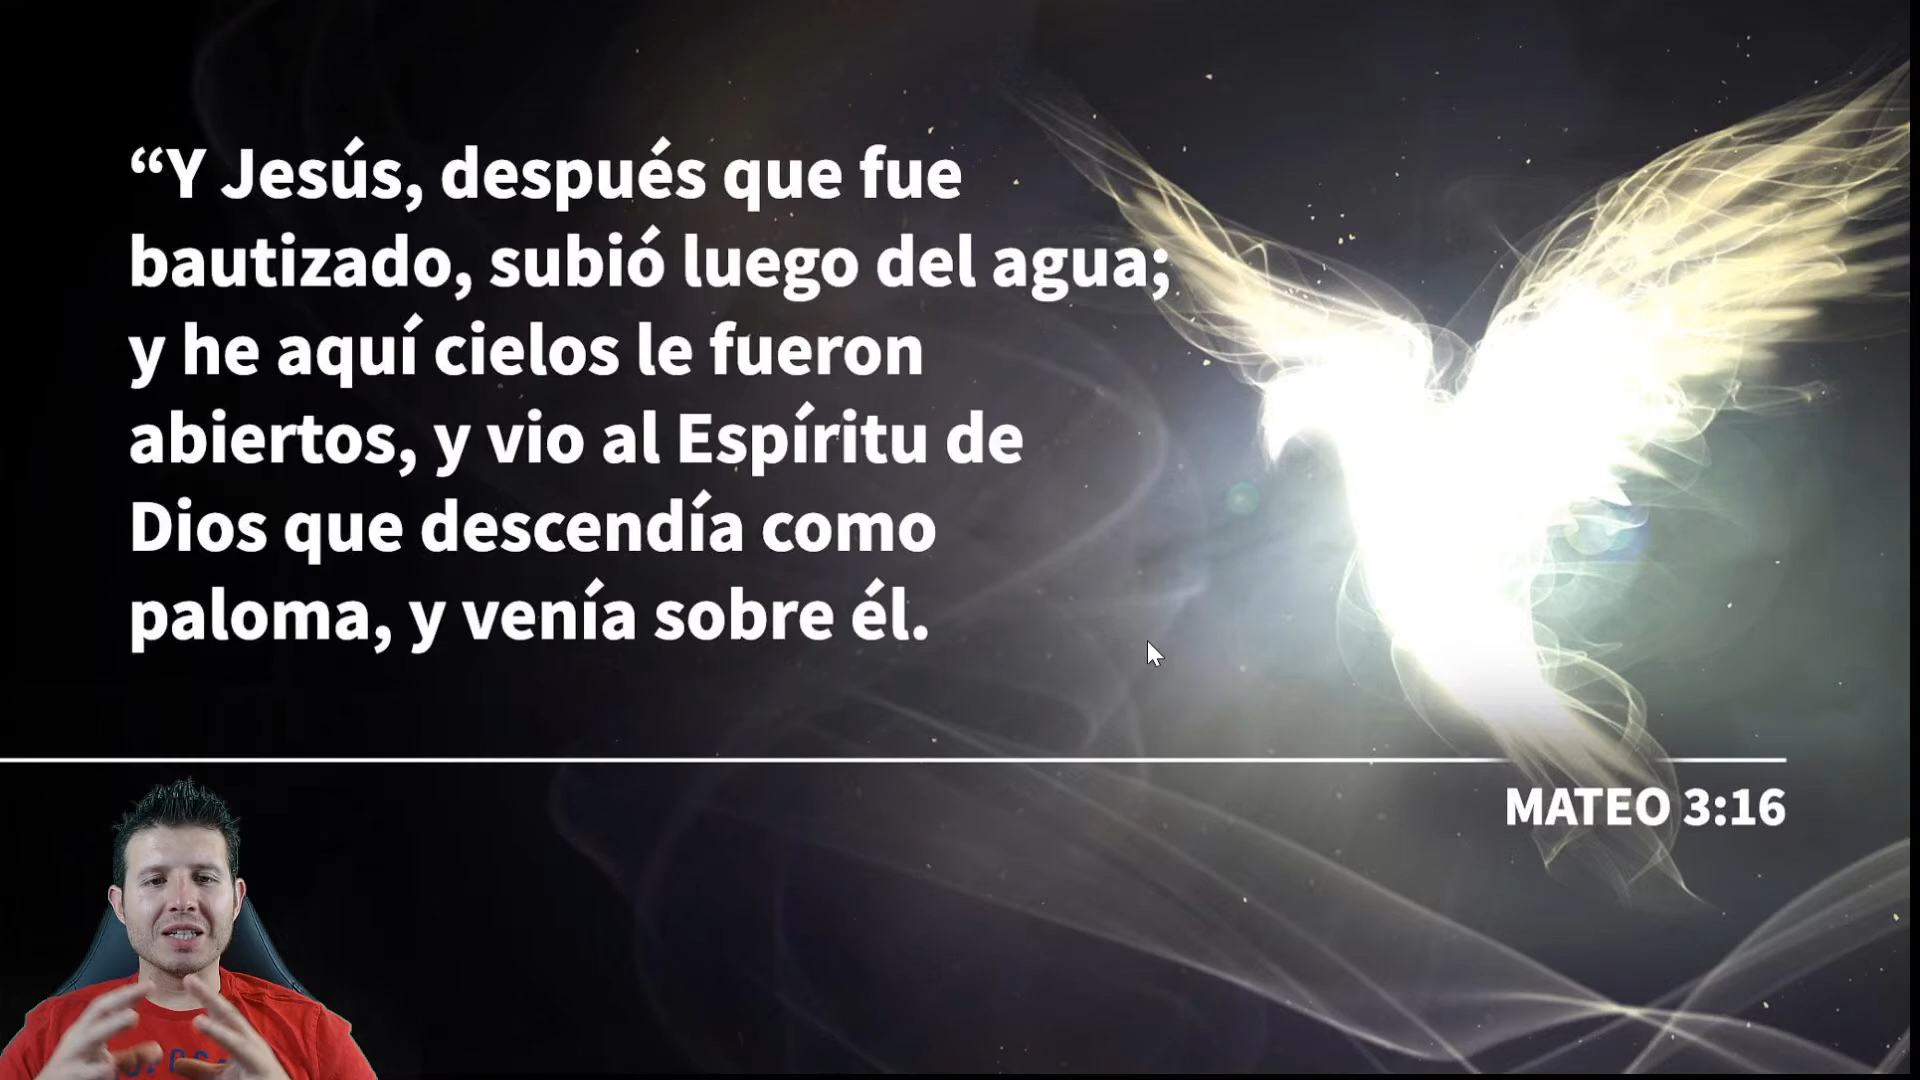 “Y Jesús, después que fue
bautizado, subió luego del agua;
y he aquí cielos le fueron
abiertos, y vio al Espíritu de
Dios que descendía como
paloma, y venía sobre él.
MATEO 3:16